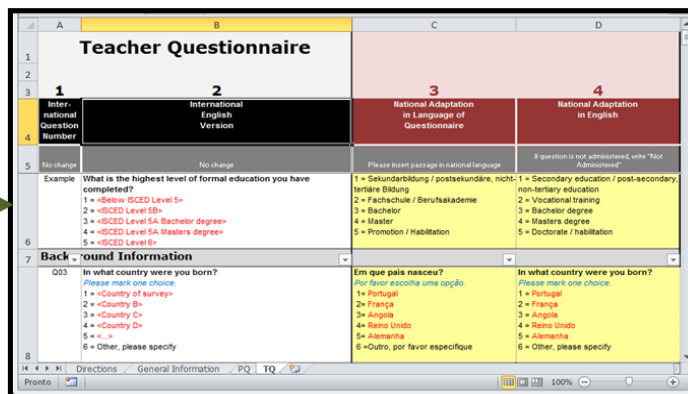 A B C D
1 Teacher Questionnaire
2
3 1 2 3 4
4 Inter-national Question Number International English Version National Adaptation in Language of Questionnaire National Adaptation in English
5 No change No change Please insert passage in national language If question is not administered, write "Not Administered"
Example What is the highest level of formal education you have completed?
1 = <Below ISCED Level 5>
2 = <ISCED Level 5B>
3 = <ISCED Level 5A Bachelor degree>
4 = <ISCED Level 5A Masters degree>
5 = <ISCED Level 6>
1 = Sekundarbildung / postsekundäre, nicht-tertiäre Bildung
2 = Fachschule / Berufsakademie
3 = Bachelor
4 = Master
5 = Promotion / Habilitation
1 = Secondary education / post-secondary, non-tertiary education
2 = Vocational training
3 = Bachelor degree
4 = Masters degree
5 = Doctorate / habilitation
6
7 Background Information
Q03 In what country were you born?
Please mark one choice.
1 = <Country of survey>
2 = <Country B>
3 = <Country C>
4 = <Country D>
5 = <...>
6 = Other, please specify
Em que país nasceu?
Por favor escolha uma opção.
1= Portugal
2= França
3= Angola
4= Reino Unido
5= Alemanha
6 =Outro, por favor especifique
In what country were you born?
Please mark one choice.
1 = Portugal
2 = França
3 = Angola
4 = Reino Unido
5 = Alemanha
6 = Other, please specify
8
Directions General Information PQ TQ
Pronto 100%